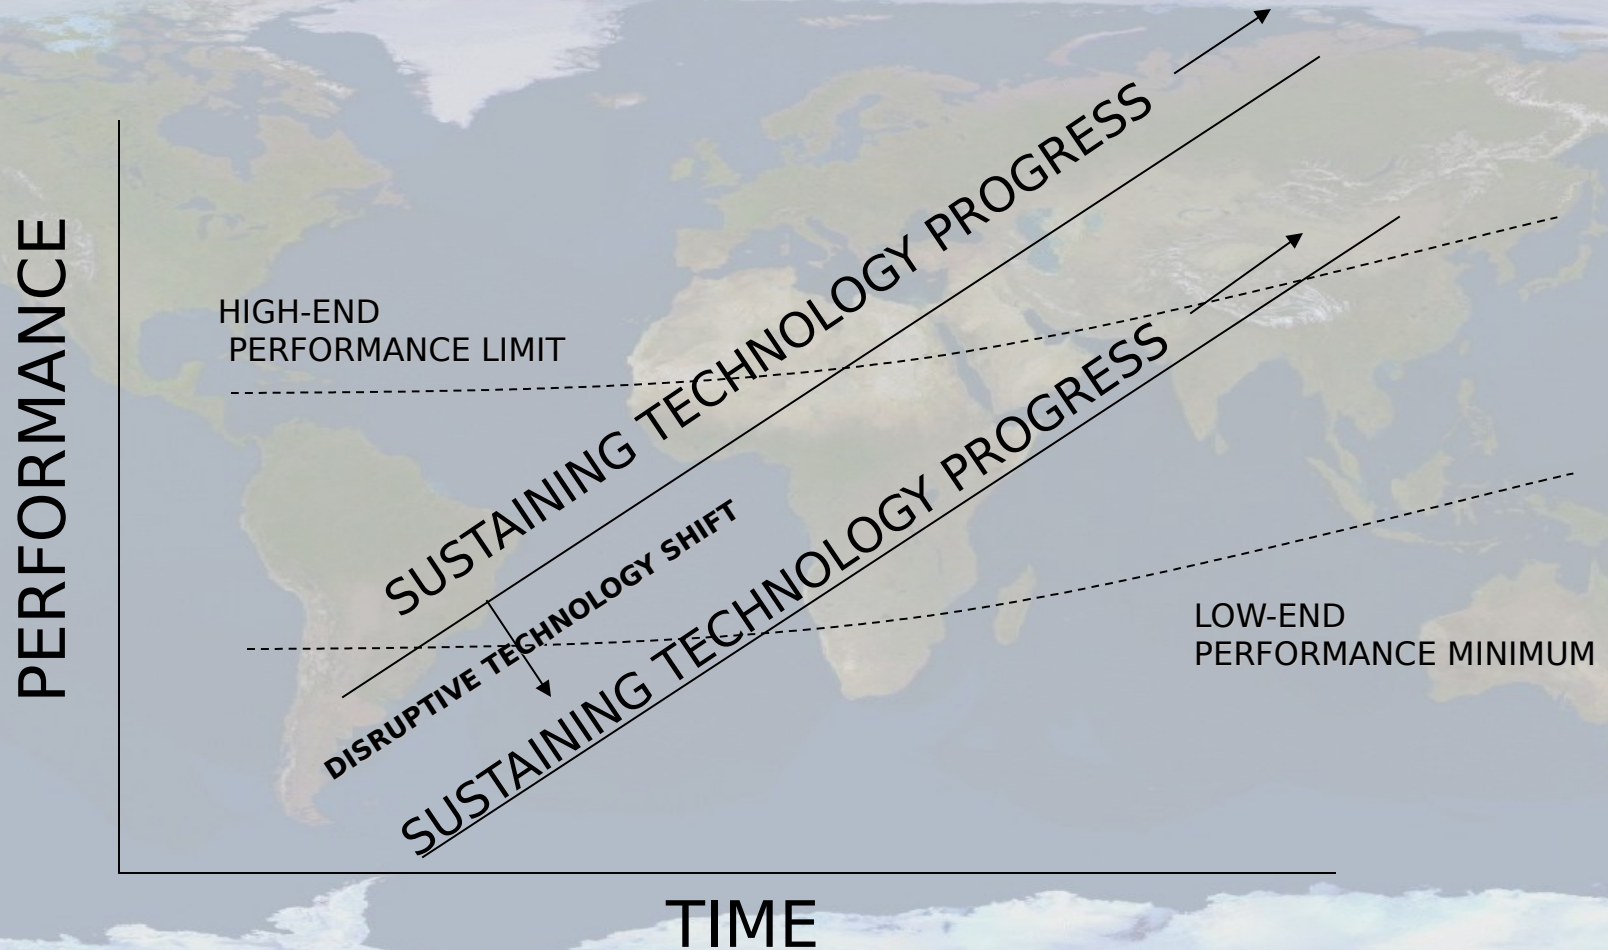 PERFORMANCE
HIGH-END
PERFORMANCE LIMIT
SUSTAINING TECHNOLOGY PROGRESS
DISRUPTIVE TECHNOLOGY SHIFT
SUSTAINING TECHNOLOGY PROGRESS
LOW-END
PERFORMANCE MINIMUM
TIME